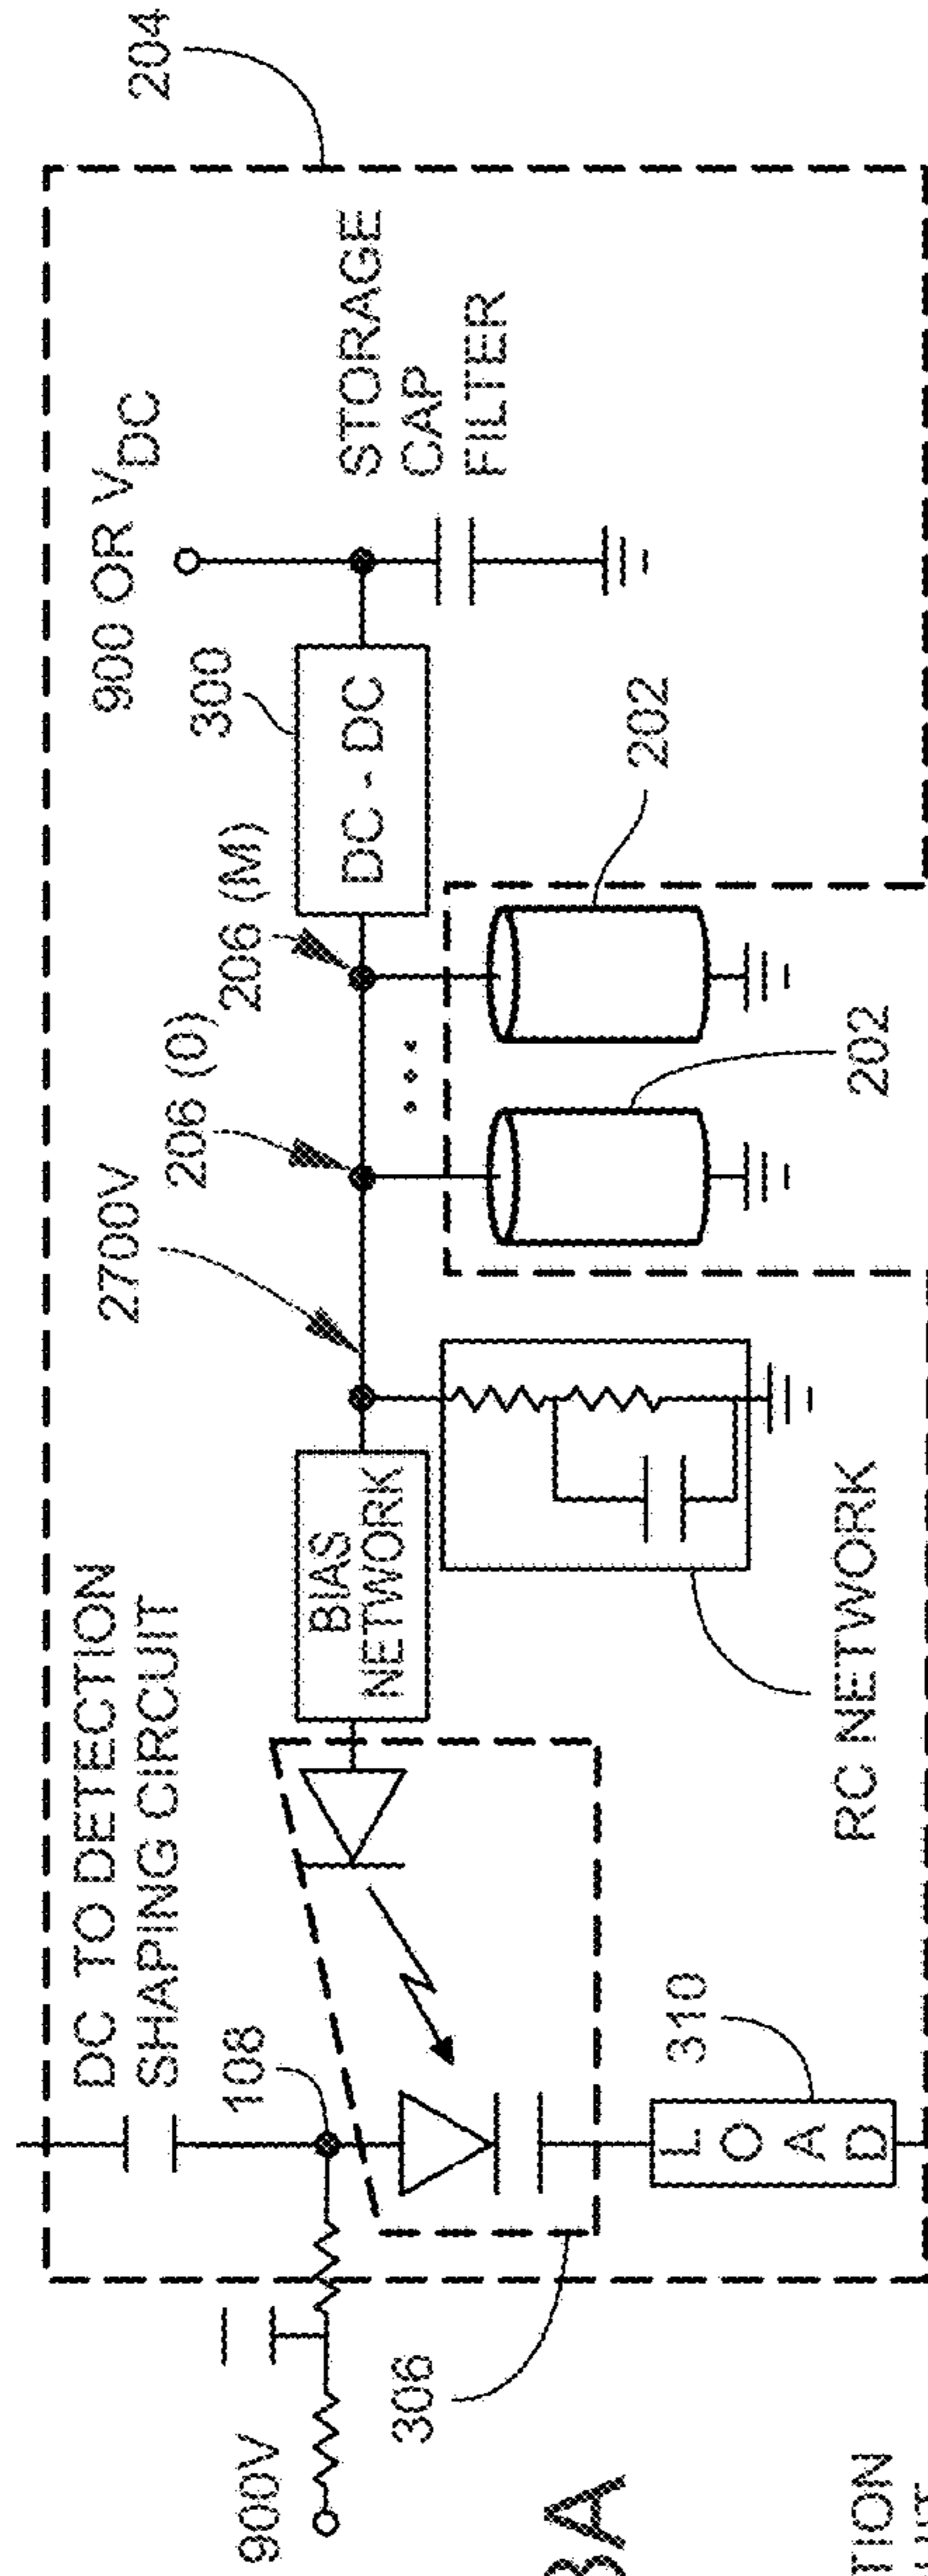 204
900 OR VDC
STORAGE
CAP
FILTER
300
DC - DC
202
206 (M)
206 (0)
202
2700V
DC TO DETECTION
SHAPING CIRCUIT
BIAS
NETWORK
RC NETWORK
108
310
LOAD
306
900V
3A
TION